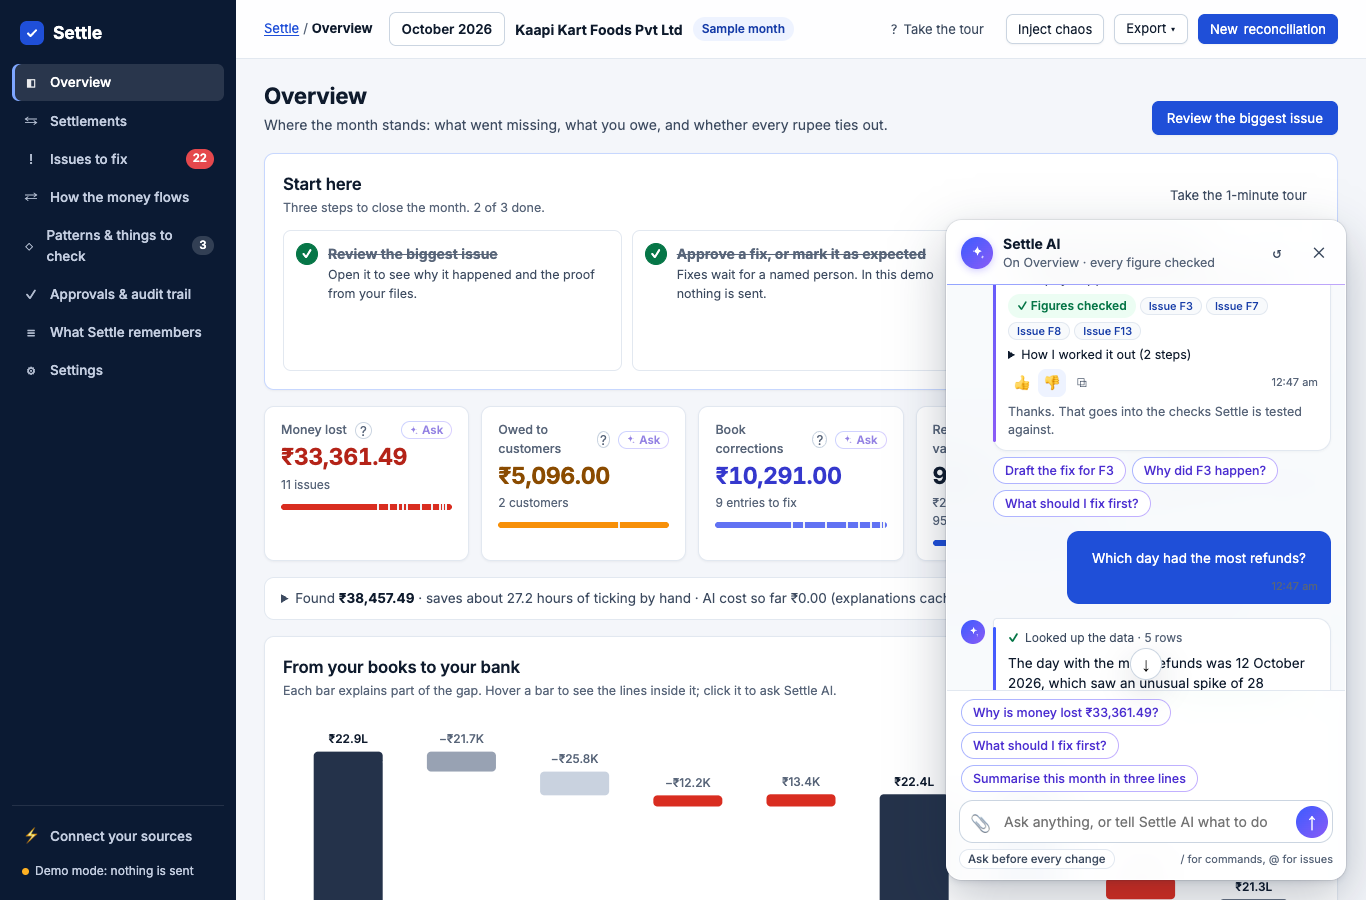 Settle
Overview
Settlements
Issues to fix 22
How the money flows
Patterns & things to check 3
Approvals & audit trail
What Settle remembers
Settings
Connect your sources
Demo mode: nothing is sent
Settle / Overview
October 2026
Kaapi Kart Foods Pvt Ltd
Sample month
? Take the tour
Inject chaos
Export
New reconciliation
Overview
Where the month stands: what went missing, what you owe, and whether every rupee ties out.
Review the biggest issue
Start here
Three steps to close the month. 2 of 3 done.
Take the 1-minute tour
Review the biggest issue
Open it to see why it happened and the proof
from your files.
Approve a fix, or mark it as expected
Fixes wait for a named person. In this demo
nothing is sent.
Money lost ? Ask
₹33,361.49
11 issues
Owed to
customers ? Ask
₹5,096.00
2 customers
Book
corrections ? Ask
₹10,291.00
9 entries to fix
Found ₹38,457.49 · saves about 27.2 hours of ticking by hand · AI cost so far ₹0.00 (explanations
From your books to your bank
Each bar explains part of the gap. Hover a bar to see the lines inside it; click it to ask Settle AI.
₹22.9L
−₹21.7K
−₹25.8K
−₹12.2K
₹13.4K
₹22.4L
₹21.3L
Settle AI
On Overview · every figure checked
Figures checked
Issue F3
Issue F7
Issue F8
Issue F13
How I worked it out (2 steps)
12:47 am
Thanks. That goes into the checks Settle is tested
against.
Draft the fix for F3
Why did F3 happen?
What should I fix first?
Which day had the most refunds?
12:47 am
Looked up the data · 5 rows
The day with the refunds was 12 October
2026, which saw an unusual spike of 28
Why is money lost ₹33,361.49?
What should I fix first?
Summarise this month in three lines
Ask anything, or tell Settle AI what to do
Ask before every change
/ for commands, @ for issues